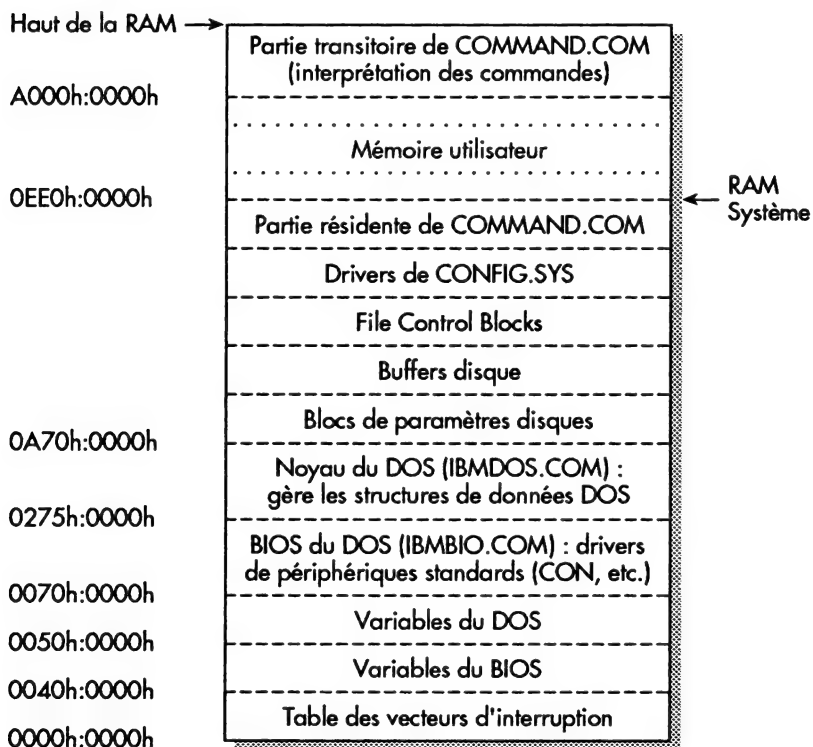 Haut de la RAM
Partie transitoire de COMMAND.COM
(interprétation des commandes)
A000h:0000h
Mémoire utilisateur
0EE0h:0000h
RAM
Système
Partie résidente de COMMAND.COM
Drivers de CONFIG.SYS
File Control Blocks
Buffers disque
Blocs de paramètres disques
0A70h:0000h
Noyau du DOS (IBMDOS.COM) :
gère les structures de données DOS
0275h:0000h
BIOS du DOS (IBMBIO.COM) : drivers
de périphériques standards (CON, etc.)
0070h:0000h
Variables du DOS
0050h:0000h
Variables du BIOS
0040h:0000h
Table des vecteurs d'interruption
0000h:0000h